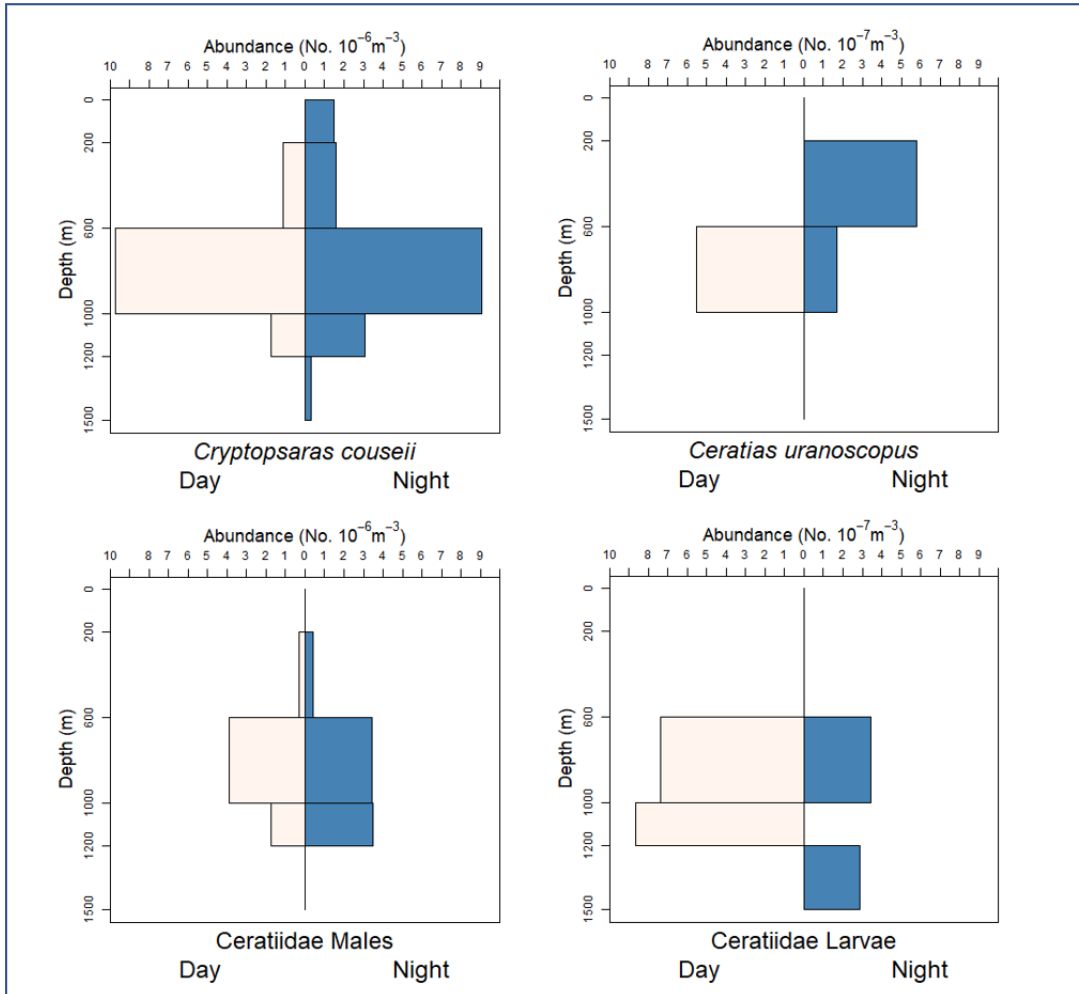 Abundance (No. 10⁻⁶m⁻³)
10 9 8 7 6 5 4 3 2 1 0 1 2 3 4 5 6 7 8 9
Depth (m)
0
200
600
1000
1200
1500
Cryptopsaras couseii
Day Night
Abundance (No. 10⁻⁷m⁻³)
10 9 8 7 6 5 4 3 2 1 0 1 2 3 4 5 6 7 8 9
Depth (m)
0
200
600
1000
1200
1500
Ceratias uranoscopus
Day Night
Abundance (No. 10⁻⁶m⁻³)
10 9 8 7 6 5 4 3 2 1 0 1 2 3 4 5 6 7 8 9
Depth (m)
0
200
600
1000
1200
1500
Ceratiidae Males
Day Night
Abundance (No. 10⁻⁷m⁻³)
10 9 8 7 6 5 4 3 2 1 0 1 2 3 4 5 6 7 8 9
Depth (m)
0
200
600
1000
1200
1500
Ceratiidae Larvae
Day Night